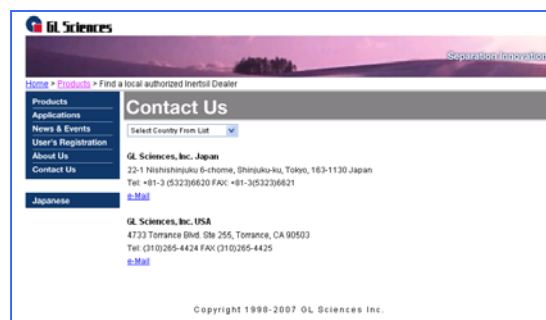 GL Sciences
Separation Innovation
Home > Products > Find a local authorized Inertsil Dealer
Products
Applications
News & Events
User's Registration
About Us
Contact Us
Japanese
Contact Us
Select Country From List
GL Sciences, Inc. Japan
22-1 Nishishinjuku 6-chome, Shinjuku-ku, Tokyo, 163-1130 Japan
Tel: +81-3 (5323)6620 FAX: +81-3(5323)6621
e-Mail
GL Sciences, Inc. USA
4733 Torrance Blvd. Ste 255, Torrance, CA 90503
Tel: (310)265-4424 FAX (310)265-4425
e-Mail
Copyright 1998-2007 GL Sciences Inc.